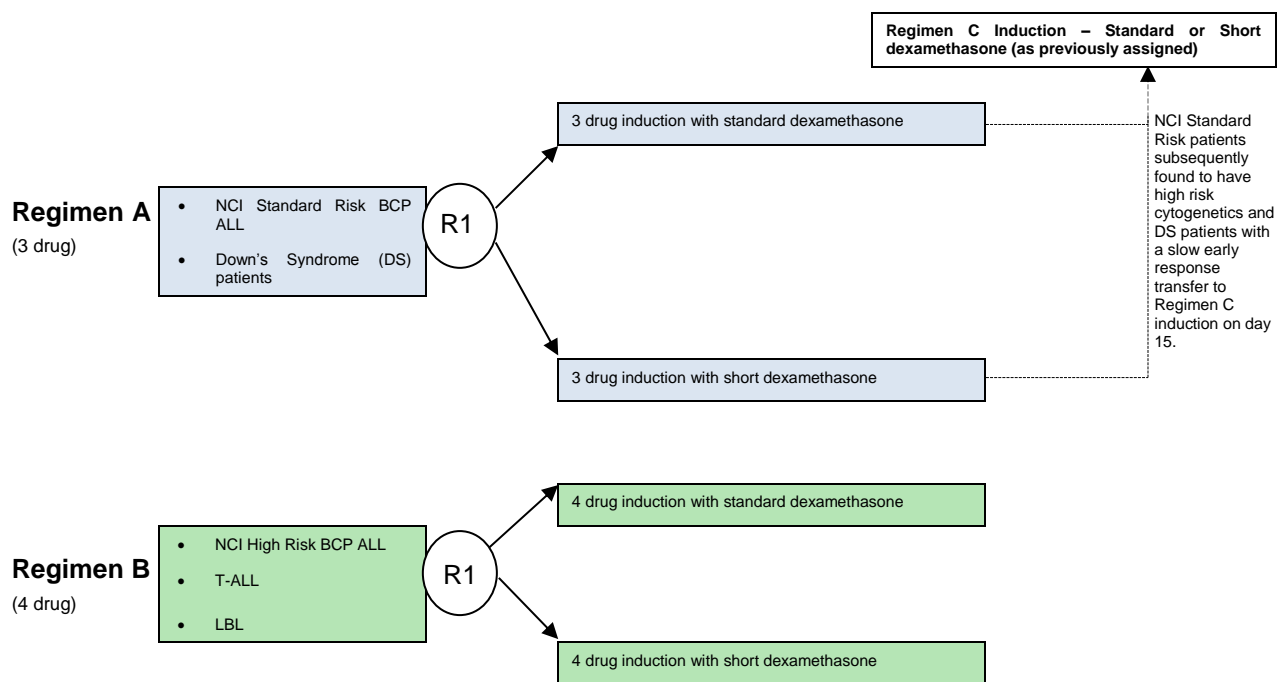 Regimen C Induction – Standard or Short
dexamethasone (as previously assigned)
3 drug induction with standard dexamethasone
NCI Standard
Risk patients
subsequently
found to have
high risk
cytogenetics and
DS patients with
a slow early
response
transfer to
Regimen C
induction on day
15.
Regimen A
(3 drug)
• NCI Standard Risk BCP
ALL
• Down's Syndrome (DS)
patients
R1
3 drug induction with short dexamethasone
4 drug induction with standard dexamethasone
Regimen B
(4 drug)
• NCI High Risk BCP ALL
• T-ALL
• LBL
R1
4 drug induction with short dexamethasone